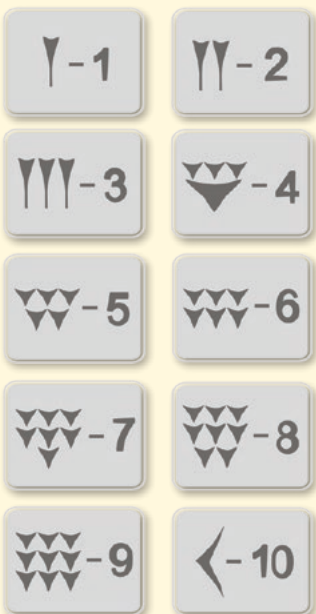 𒐕-1 𒐖-2
𒐗-3 𒐘-4
𒐙-5 𒐚-6
𒐛-7 𒐜-8
𒐝-9 𒌋-10